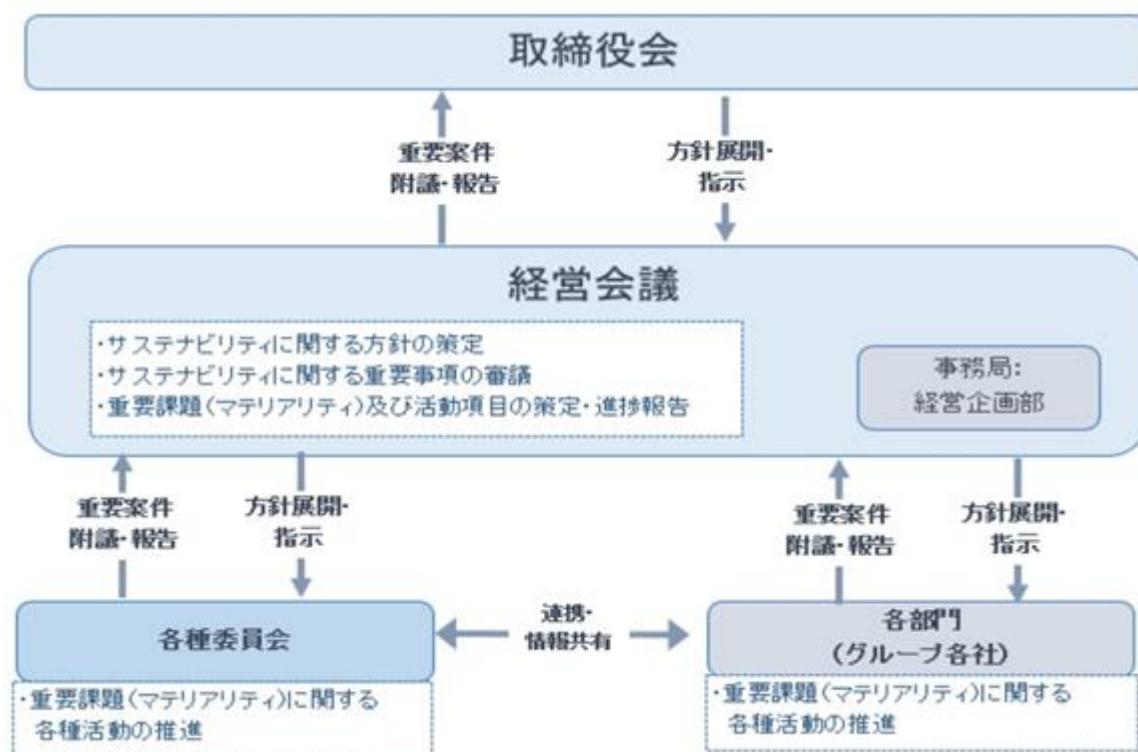 取締役会
重要案件
附議・報告
方針展開・
指示
経営会議
・サステナビリティに関する方針の策定
・サステナビリティに関する重要事項の審議
・重要課題(マテリアリティ)及び活動項目の策定・進捗報告
事務局:
経営企画部
重要案件
附議・報告
方針展開・
指示
重要案件
附議・報告
方針展開・
指示
各種委員会
連携・
情報共有
各部門
(グループ各社)
・重要課題(マテリアリティ)に関する
各種活動の推進
・重要課題(マテリアリティ)に関する
各種活動の推進